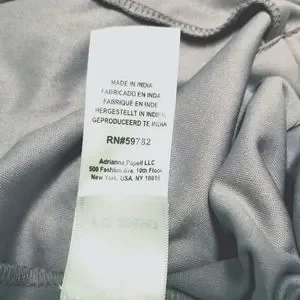 MADE IN INDIA
FABRICADO EN INDA
FABRIQUÉ EN INDE
HERGESTELLT IN INDIEN
GEPRODUCEERD TE INDIA
RN#59782
Adrianna Papell LLC
500 Fashion Ave, 10th Floor
New York, USA, NY 10018